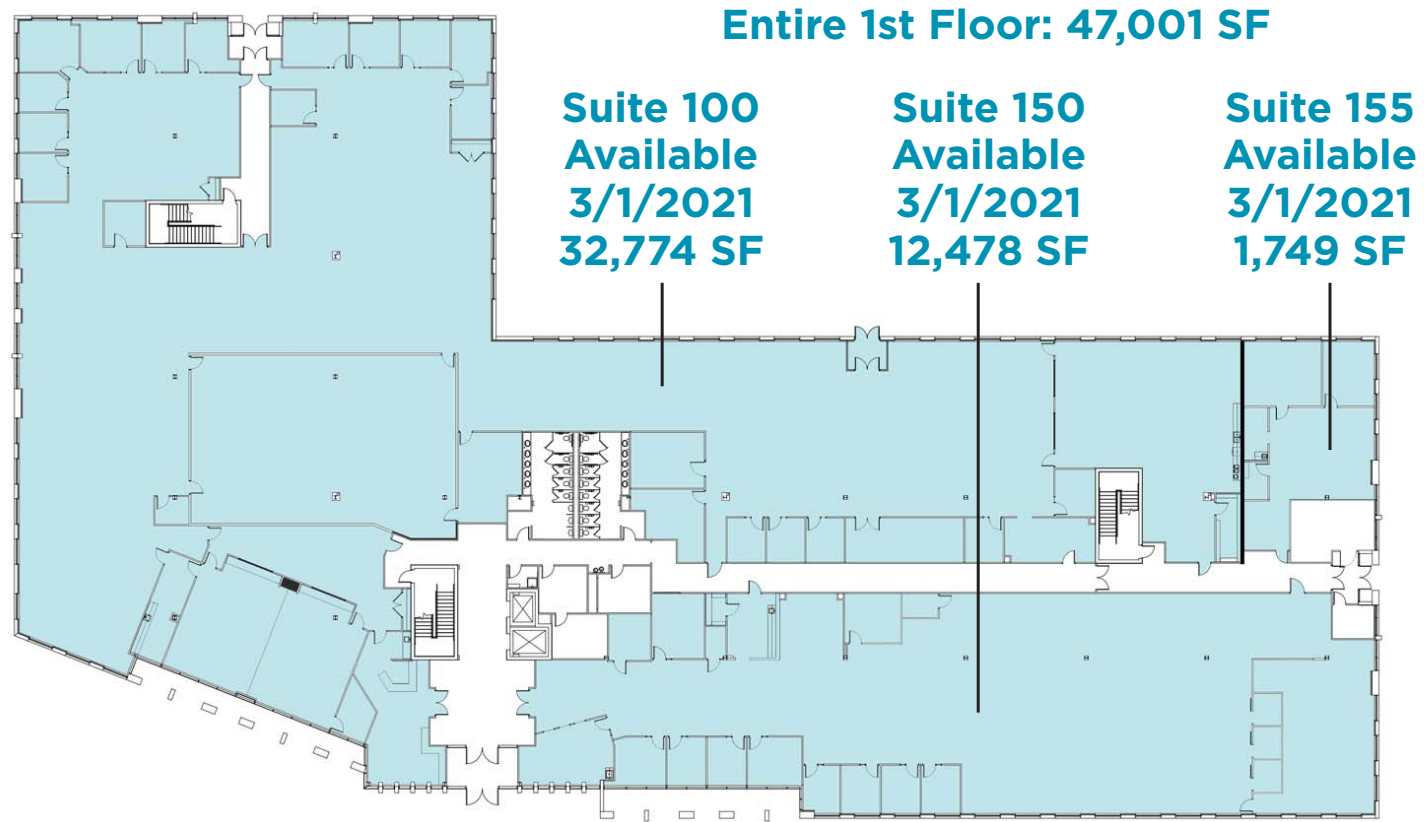 Entire 1st Floor: 47,001 SF
Suite 100
Available
3/1/2021
32,774 SF
Suite 150
Available
3/1/2021
12,478 SF
Suite 155
Available
3/1/2021
1,749 SF